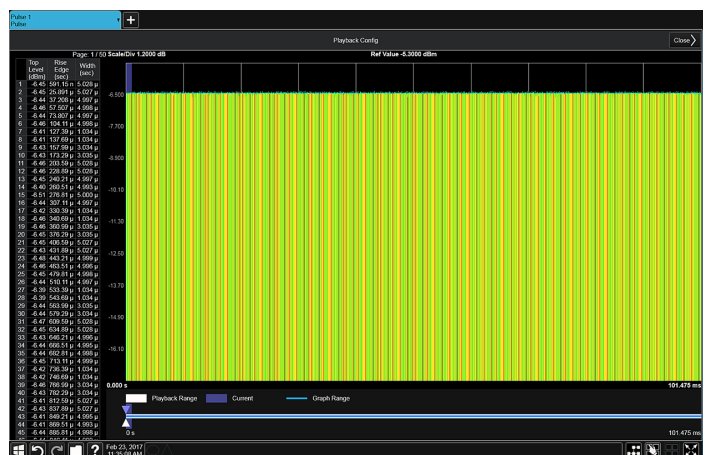 Pulse 1
Pulse
Playback Config
Close
Page: 1 / 50 Scale/Div 1.2000 dB
Ref Value -5.3000 dBm
Top Level (dBm) Rise Edge (sec) Width (sec)
1 -6.45 591.15 n 5.028 µ
2 -6.45 25.891 µ 5.027 µ
3 -6.44 37.208 µ 4.997 µ
4 -6.46 57.507 µ 4.998 µ
5 -6.44 73.807 µ 4.997 µ
6 -6.46 104.11 µ 4.998 µ
7 -6.41 127.39 µ 1.034 µ
8 -6.41 137.69 µ 1.034 µ
9 -6.43 157.99 µ 3.034 µ
10 -6.43 173.29 µ 3.035 µ
11 -6.46 203.59 µ 5.028 µ
12 -6.46 228.89 µ 5.028 µ
13 -6.45 240.21 µ 4.997 µ
14 -6.40 260.51 µ 4.993 µ
15 -6.51 276.81 µ 5.000 µ
16 -6.44 307.11 µ 4.997 µ
17 -6.42 330.39 µ 1.034 µ
18 -6.46 340.69 µ 1.034 µ
19 -6.46 360.99 µ 3.035 µ
20 -6.45 376.29 µ 3.035 µ
21 -6.45 406.59 µ 5.027 µ
22 -6.43 431.89 µ 5.027 µ
23 -6.48 443.21 µ 4.999 µ
24 -6.46 463.51 µ 4.996 µ
25 -6.45 479.81 µ 4.998 µ
26 -6.44 510.11 µ 4.997 µ
27 -6.39 533.39 µ 1.034 µ
28 -6.39 543.69 µ 1.034 µ
29 -6.44 563.99 µ 3.035 µ
30 -6.44 579.29 µ 3.034 µ
31 -6.47 609.59 µ 5.028 µ
32 -6.45 634.89 µ 5.028 µ
33 -6.43 646.21 µ 4.995 µ
34 -6.44 666.51 µ 4.995 µ
35 -6.44 682.81 µ 4.998 µ
36 -6.45 713.11 µ 4.999 µ
37 -6.42 736.39 µ 1.034 µ
38 -6.42 746.69 µ 1.034 µ
39 -6.46 766.99 µ 3.034 µ
40 -6.43 782.29 µ 3.034 µ
41 -6.41 812.59 µ 5.027 µ
42 -6.43 837.89 µ 5.027 µ
43 -6.41 849.21 µ 4.995 µ
44 -6.41 869.51 µ 4.993 µ
45 -6.44 885.81 µ 4.998 µ
-6.500
-7.700
-8.900
-10.10
-11.30
-12.50
-13.70
-14.90
-16.10
0.000 s
101.475 ms
Playback Range
Current
Graph Range
0 s
101.475 ms
?
Feb 23, 2017
11:35:08 AM